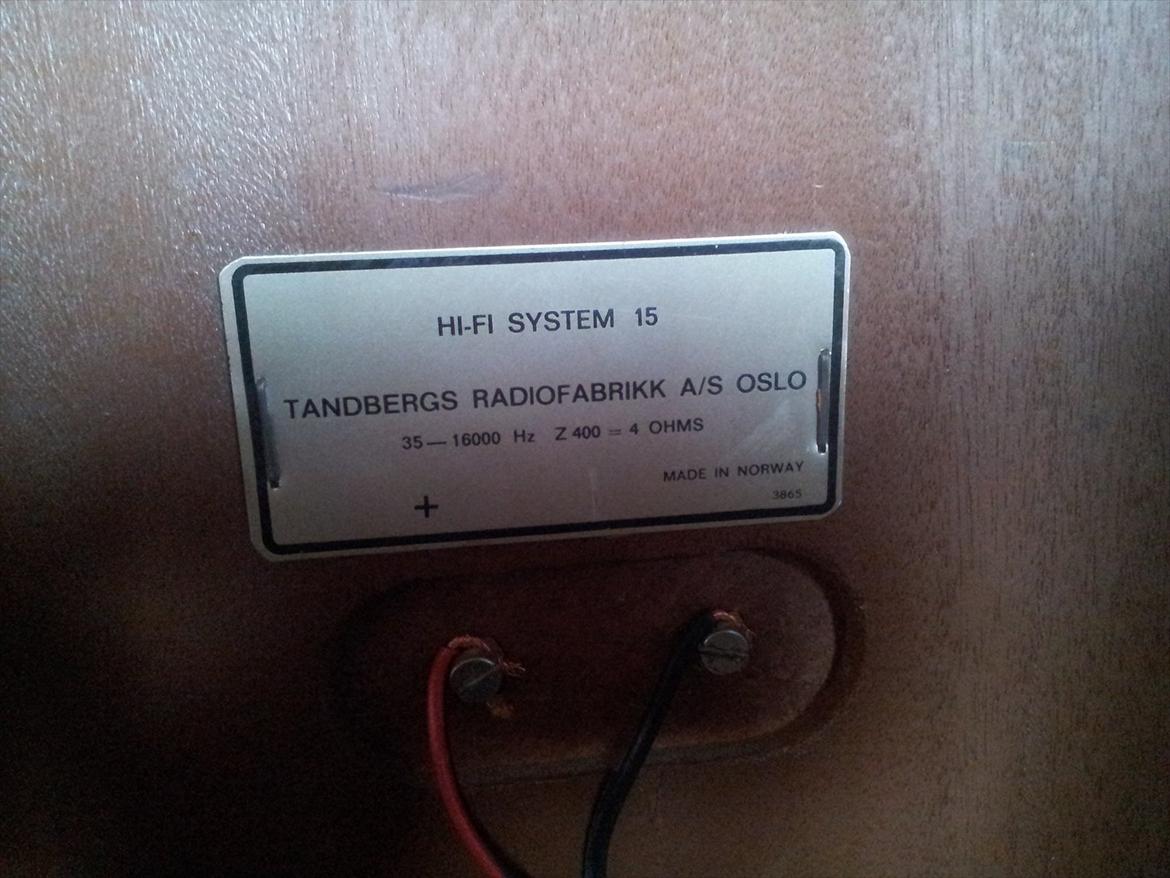 HI-FI SYSTEM 15
TANDBERGS RADIOFABRIKK A/S OSLO
35 — 16000 Hz Z 400 = 4 OHMS
MADE IN NORWAY
3865
+